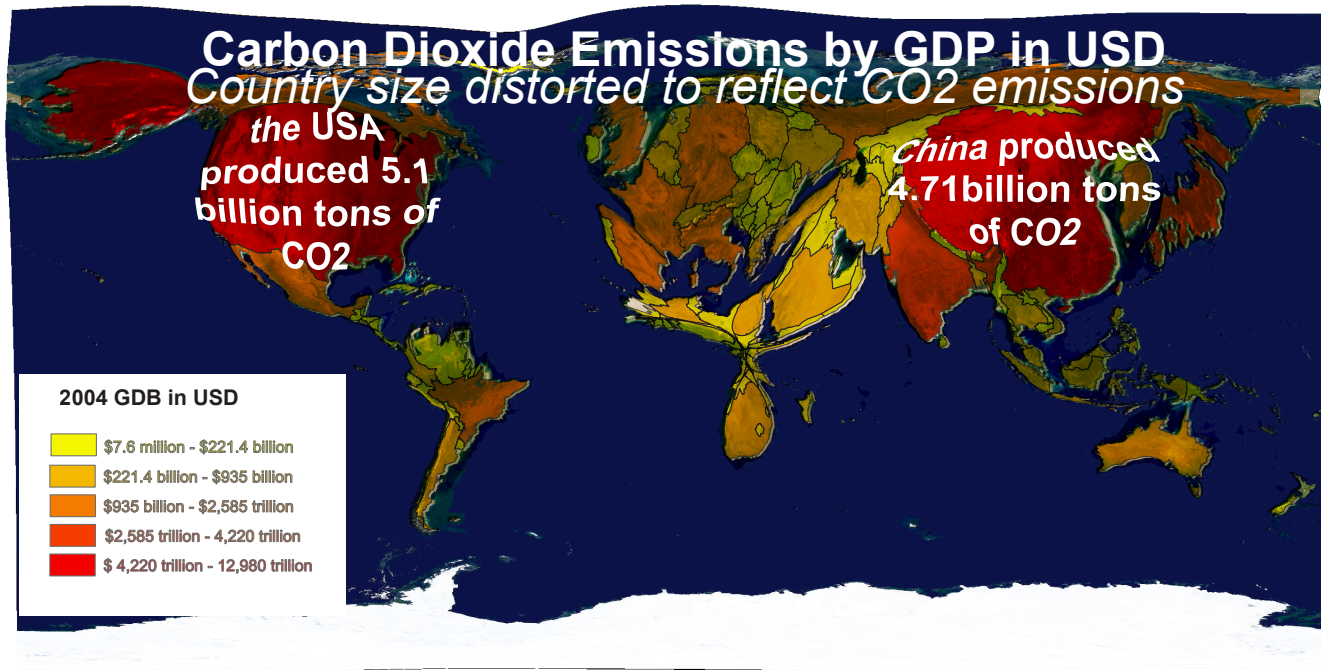 Carbon Dioxide Emissions by GDP in USD
Country size distorted to reflect CO2 emissions
the USA
produced 5.1
billion tons of
CO2
China produced
4.71billion tons
of CO2
2004 GDB in USD
$7.6 million - $221.4 billion
$221.4 billion - $935 billion
$935 billion - $2,585 trillion
$2,585 trillion - 4,220 trillion
$ 4,220 trillion - 12,980 trillion